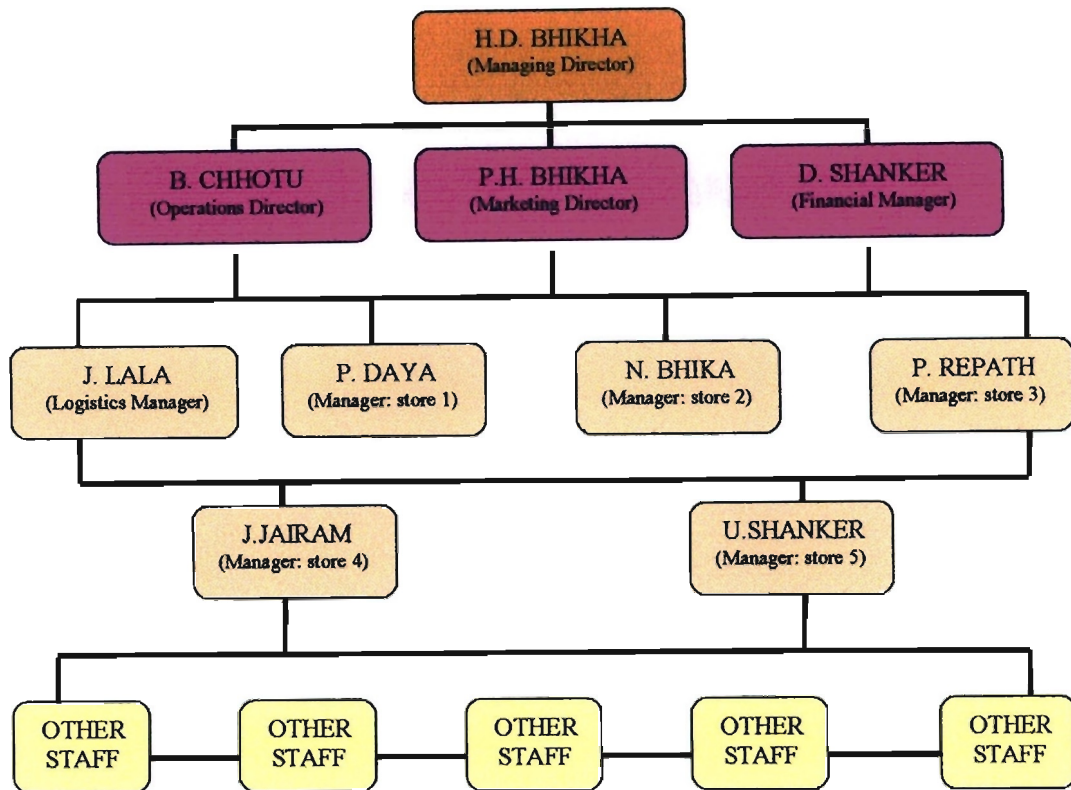 H.D. BHIKHA
(Managing Director)
B. CHHOTU
(Operations Director)
P.H. BHIKHA
(Marketing Director)
D. SHANKER
(Financial Manager)
J. LALA
(Logistics Manager)
P. DAYA
(Manager: store 1)
N. BHIKA
(Manager: store 2)
P. REPATH
(Manager: store 3)
J.JAIRAM
(Manager: store 4)
U.SHANKER
(Manager: store 5)
OTHER
STAFF
OTHER
STAFF
OTHER
STAFF
OTHER
STAFF
OTHER
STAFF